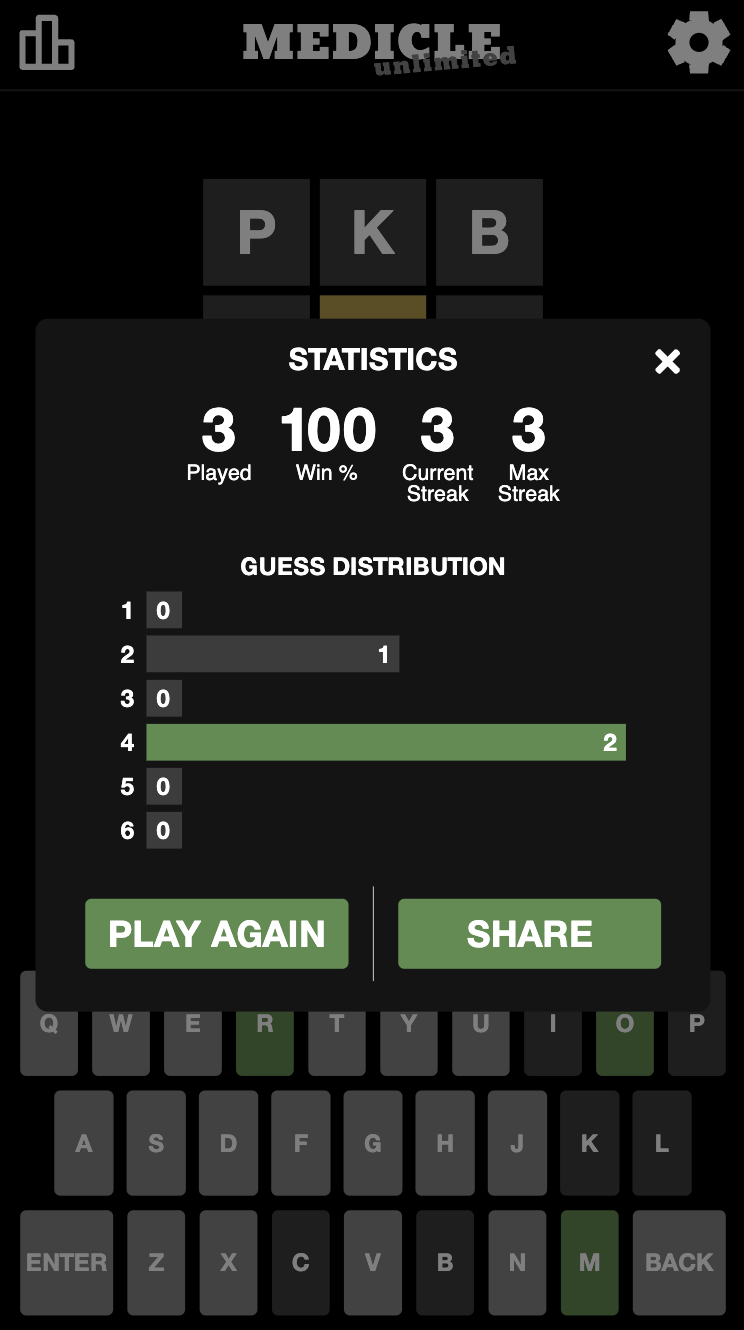 MEDICLE
unlimited
P K B
STATISTICS
3 100 3 3
Played Win % Current Streak Max Streak
GUESS DISTRIBUTION
1 0
2 1
3 0
4 2
5 0
6 0
PLAY AGAIN SHARE
Q W E R T Y U I O P
A S D F G H J K L
ENTER Z X C V B N M BACK